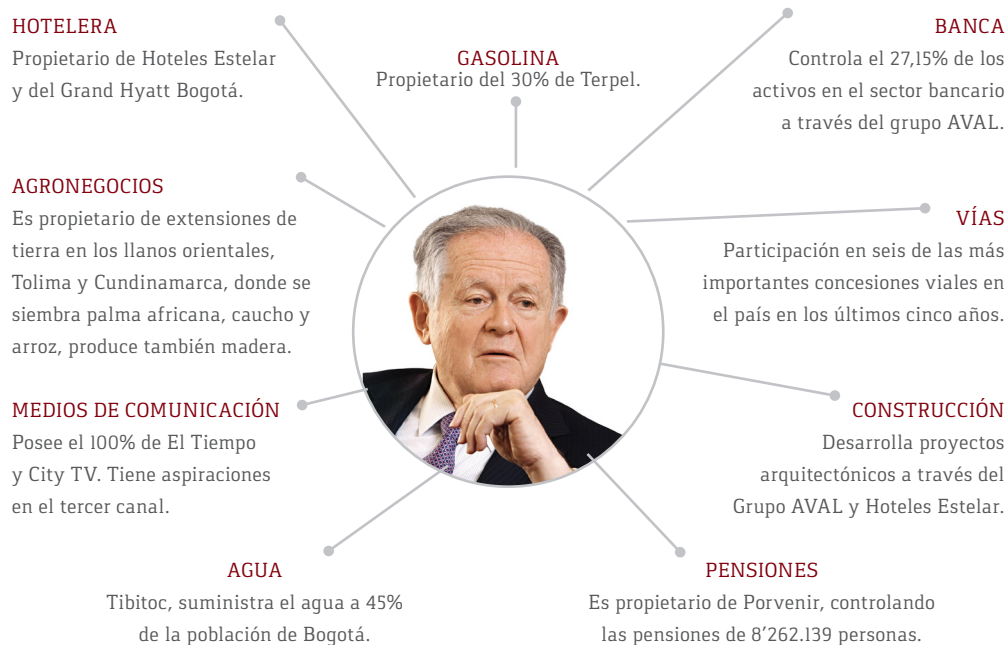 HOTELERA
Propietario de Hoteles Estelar
y del Grand Hyatt Bogotá.
GASOLINA
Propietario del 30% de Terpel.
BANCA
Controla el 27,15% de los
activos en el sector bancario
a través del grupo AVAL.
AGRONEGOCIOS
Es propietario de extensiones de
tierra en los llanos orientales,
Tolima y Cundinamarca, donde se
siembra palma africana, caucho y
arroz, produce también madera.
VÍAS
Participación en seis de las más
importantes concesiones viales en
el país en los últimos cinco años.
MEDIOS DE COMUNICACIÓN
Posee el 100% de El Tiempo
y City TV. Tiene aspiraciones
en el tercer canal.
CONSTRUCCIÓN
Desarrolla proyectos
arquitectónicos a través del
Grupo AVAL y Hoteles Estelar.
AGUA
Tibitoc, suministra el agua a 45%
de la población de Bogotá.
PENSIONES
Es propietario de Porvenir, controlando
las pensiones de 8’262.139 personas.